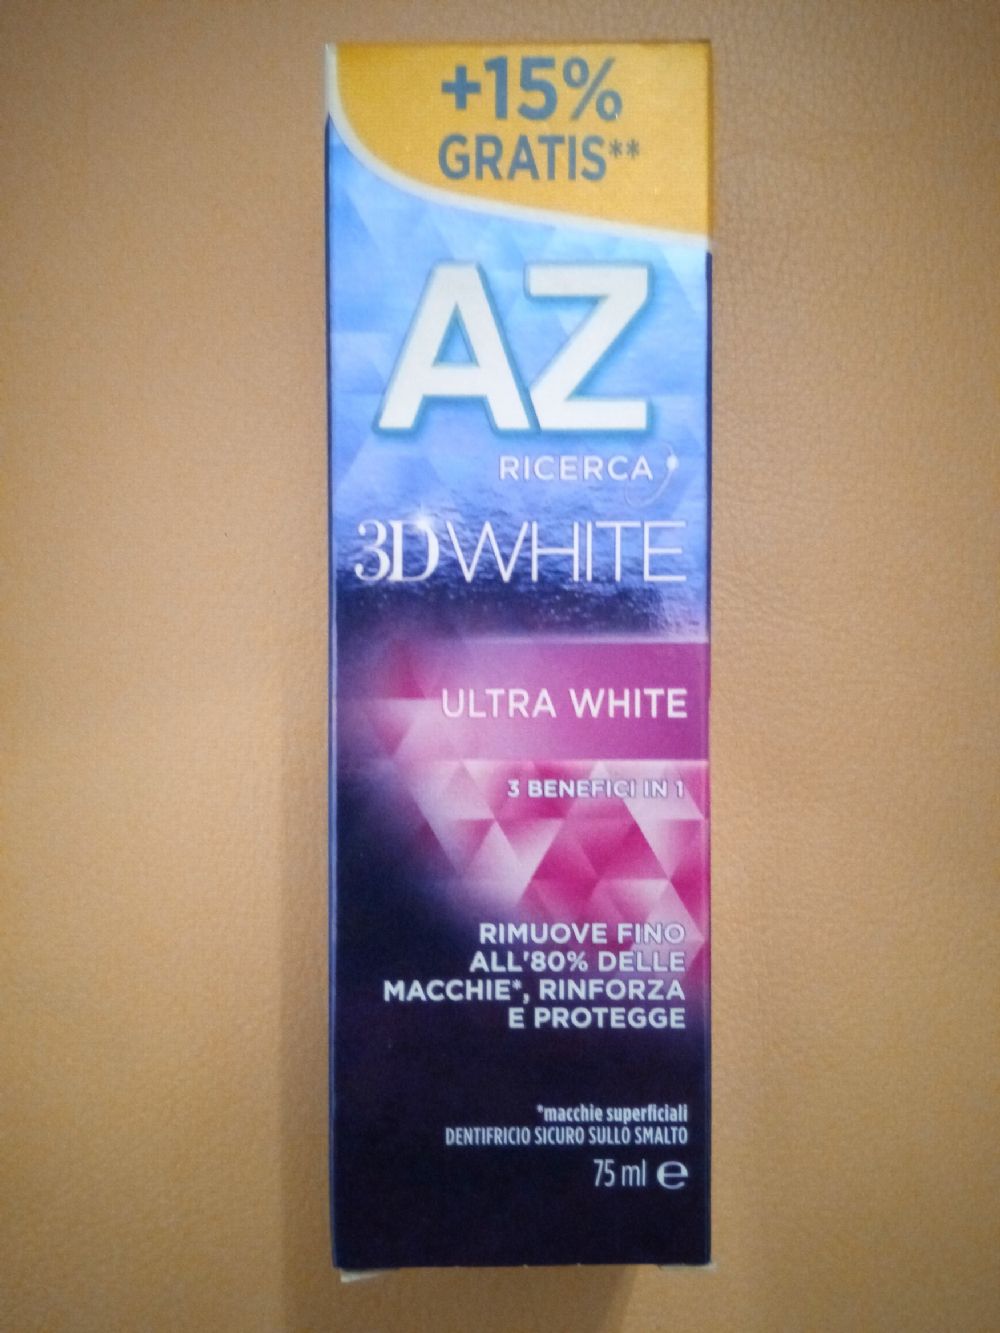 +15%
GRATIS**
AZ
RICERCA
3D WHITE
ULTRA WHITE
3 BENEFICI IN 1
RIMUOVE FINO
ALL'80% DELLE
MACCHIE*, RINFORZA
E PROTEGGE
*macchie superficiali
DENTIFRICIO SICURO SULLO SMALTO
75 ml ℮